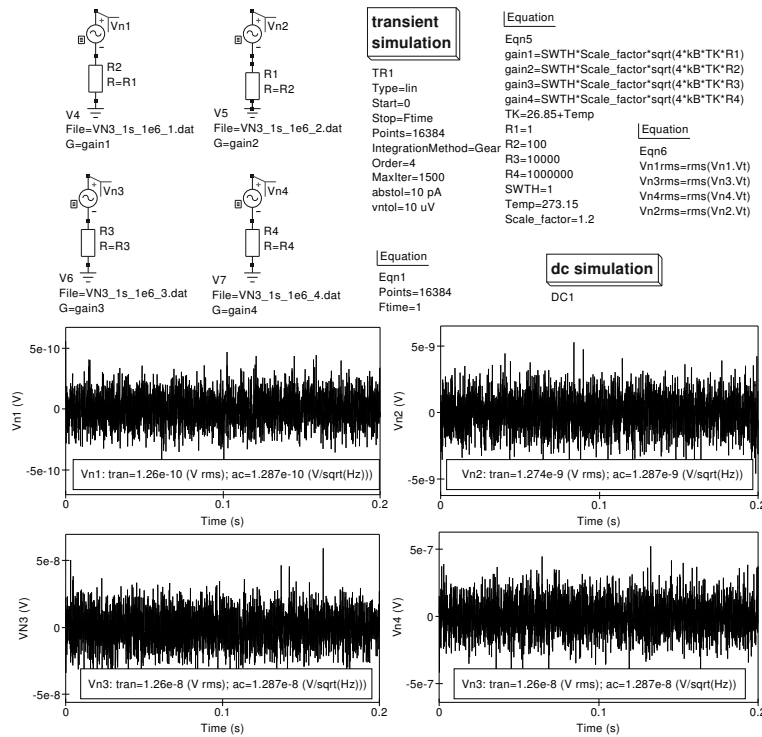 Vn1
R2
R=R1
V4
File=VN3_1s_1e6_1.dat
G=gain1
Vn2
R1
R=R2
V5
File=VN3_1s_1e6_2.dat
G=gain2
Vn3
R3
R=R3
V6
File=VN3_1s_1e6_3.dat
G=gain3
Vn4
R4
R=R4
V7
File=VN3_1s_1e6_4.dat
G=gain4
transient
simulation
TR1
Type=lin
Start=0
Stop=Ftime
Points=16384
IntegrationMethod=Gear
Order=4
MaxIter=1500
abstol=10 pA
vntol=10 uV
Equation
Eqn5
gain1=SWTH*Scale_factor*sqrt(4*kB*TK*R1)
gain2=SWTH*Scale_factor*sqrt(4*kB*TK*R2)
gain3=SWTH*Scale_factor*sqrt(4*kB*TK*R3)
gain4=SWTH*Scale_factor*sqrt(4*kB*TK*R4)
TK=26.85+Temp
R1=1
R2=100
R3=10000
R4=1000000
SWTH=1
Temp=273.15
Scale_factor=1.2
Equation
Eqn6
Vn1rms=rms(Vn1.Vt)
Vn3rms=rms(Vn3.Vt)
Vn4rms=rms(Vn4.Vt)
Vn2rms=rms(Vn2.Vt)
Equation
Eqn1
Points=16384
Ftime=1
dc simulation
DC1
5e-10
0
-5e-10
Vn1 (V)
Vn1: tran=1.26e-10 (V rms); ac=1.287e-10 (V/sqrt(Hz)))
0
0.1
0.2
Time (s)
5e-9
0
-5e-9
Vn2 (V)
Vn2: tran=1.274e-9 (V rms); ac=1.287e-9 (V/sqrt(Hz)))
0
0.1
0.2
Time (s)
5e-8
0
-5e-8
VN3 (V)
Vn3: tran=1.26e-8 (V rms); ac=1.287e-8 (V/sqrt(Hz)))
0
0.1
0.2
Time (s)
5e-7
0
-5e-7
Vn4 (V)
Vn3: tran=1.26e-8 (V rms); ac=1.287e-8 (V/sqrt(Hz)))
0
0.1
0.2
Time (s)